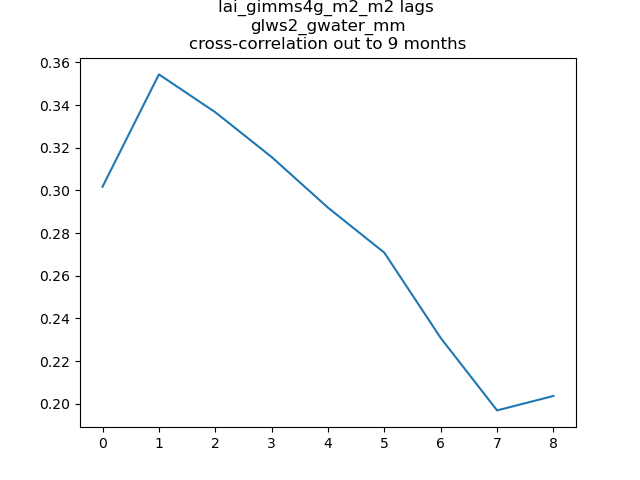 lai_gimms4g_m2_m2 lags
glws2_gwater_mm
cross-correlation out to 9 months
0.36
0.34
0.32
0.30
0.28
0.26
0.24
0.22
0.20
0 1 2 3 4 5 6 7 8